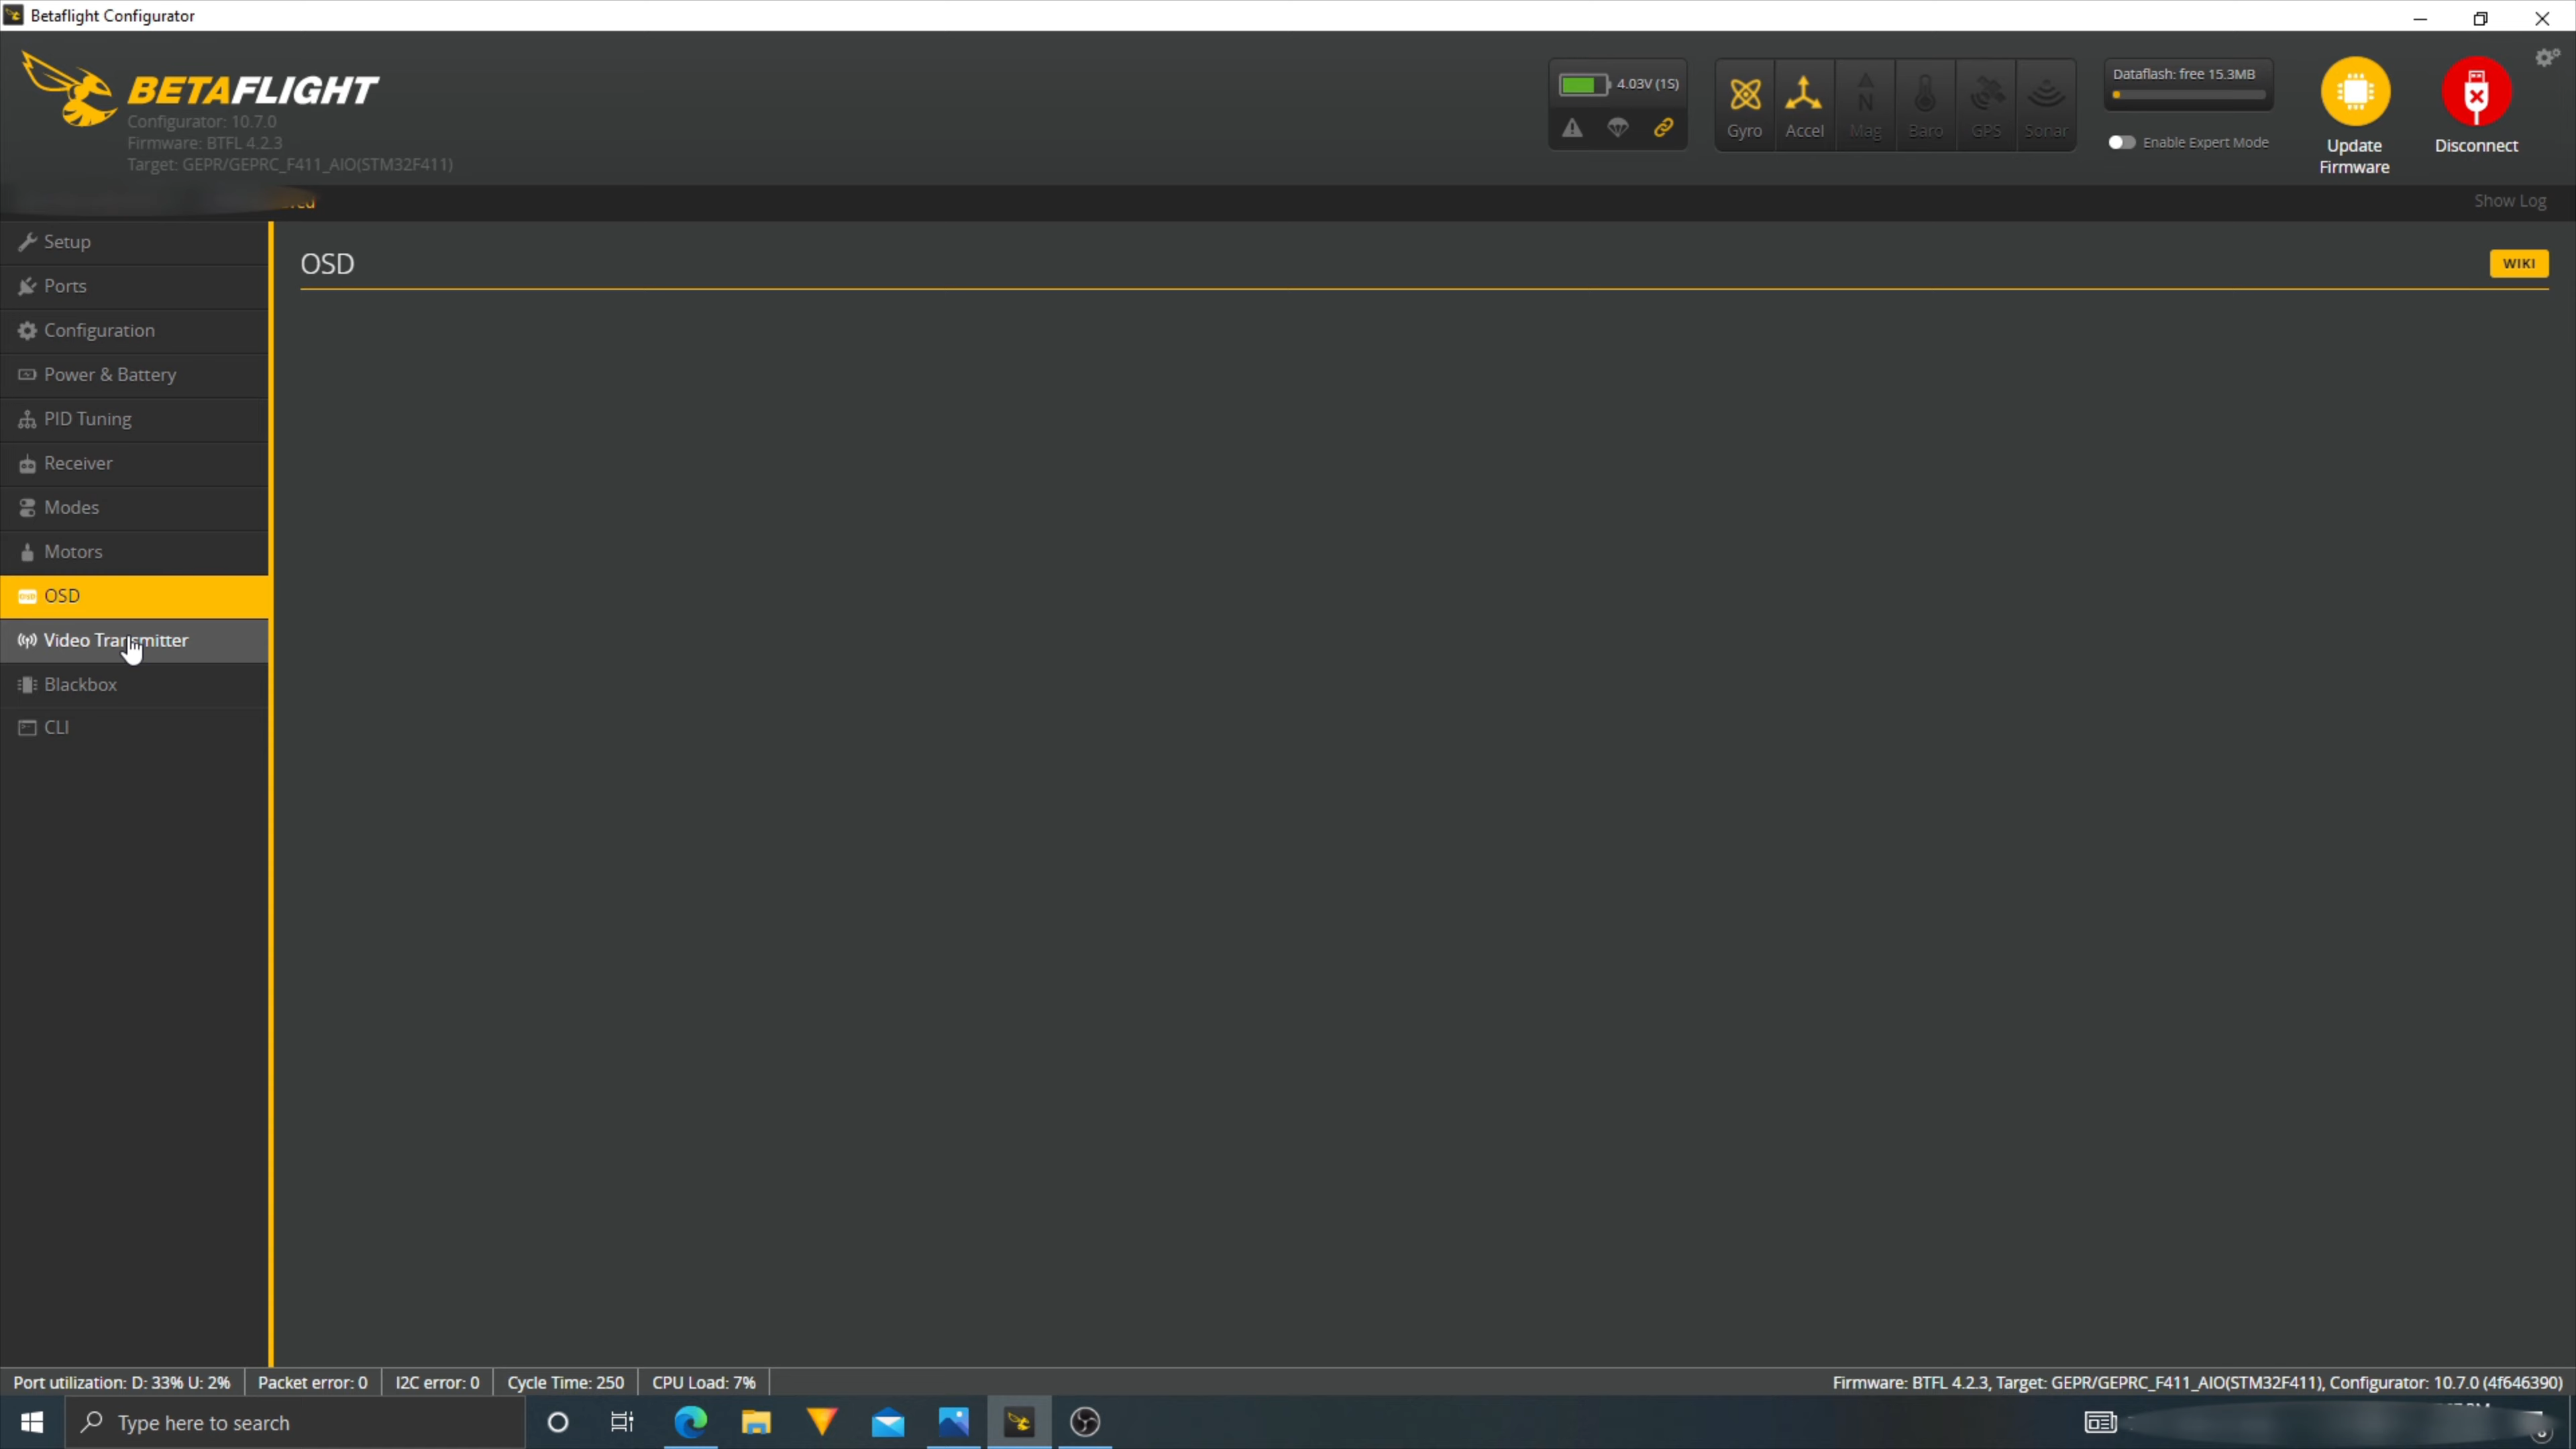 Betaflight Configurator
BETAFLIGHT
Configurator: 10.7.0
Firmware: BTFL 4.2.3
Target: GEPR/GEPRC_F411_AIO(STM32F411)
4.03V (1S)
Gyro Accel Mag Baro GPS Sonar
Dataflash: free 15.3MB
Enable Expert Mode
Update Firmware
Disconnect
Show Log
Setup
Ports
Configuration
Power & Battery
PID Tuning
Receiver
Modes
Motors
OSD
Video Transmitter
Blackbox
CLI
OSD
WIKI
Port utilization: D: 33% U: 2% Packet error: 0 I2C error: 0 Cycle Time: 250 CPU Load: 7%
Firmware: BTFL 4.2.3, Target: GEPR/GEPRC_F411_AIO(STM32F411), Configurator: 10.7.0 (4f646390)
Type here to search